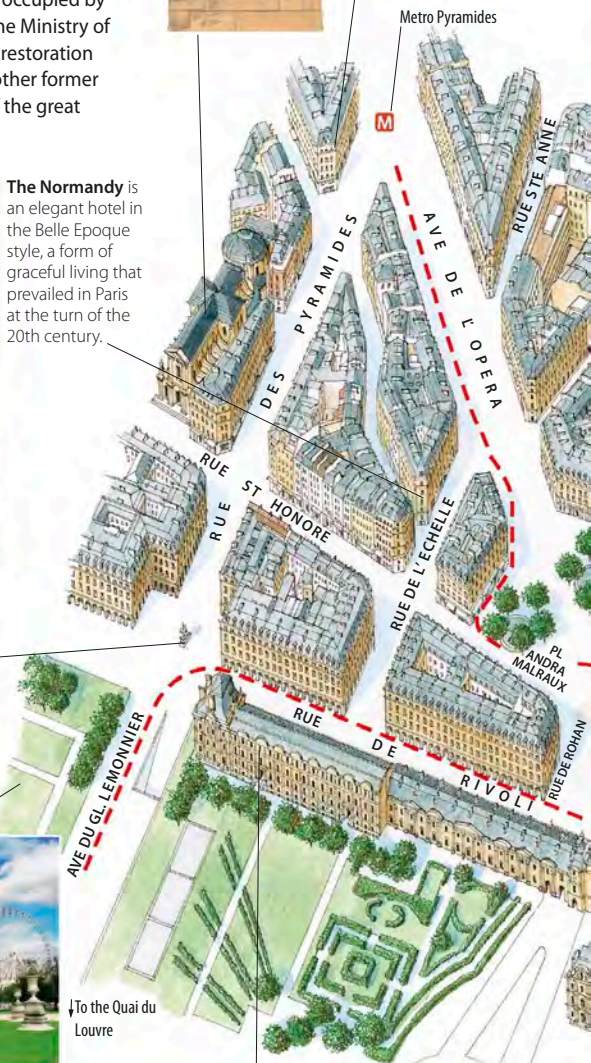 occupied by
he Ministry of
restoration
other former
f the great
Metro Pyramides
M
The Normandy is
an elegant hotel in
the Belle Epoque
style, a form of
graceful living that
prevailed in Paris
at the turn of the
20th century.
RUE DES PYRAMIDES
AVE DE L'OPERA
RUE STE ANNE
RUE ST HONORE
RUE DE L'ECHELLE
PL
ANDRA
MALRAUX
RUE DE RIVOLI
RUE DE ROHAN
AVE DU GL. LEMONNIER
To the Quai du
Louvre